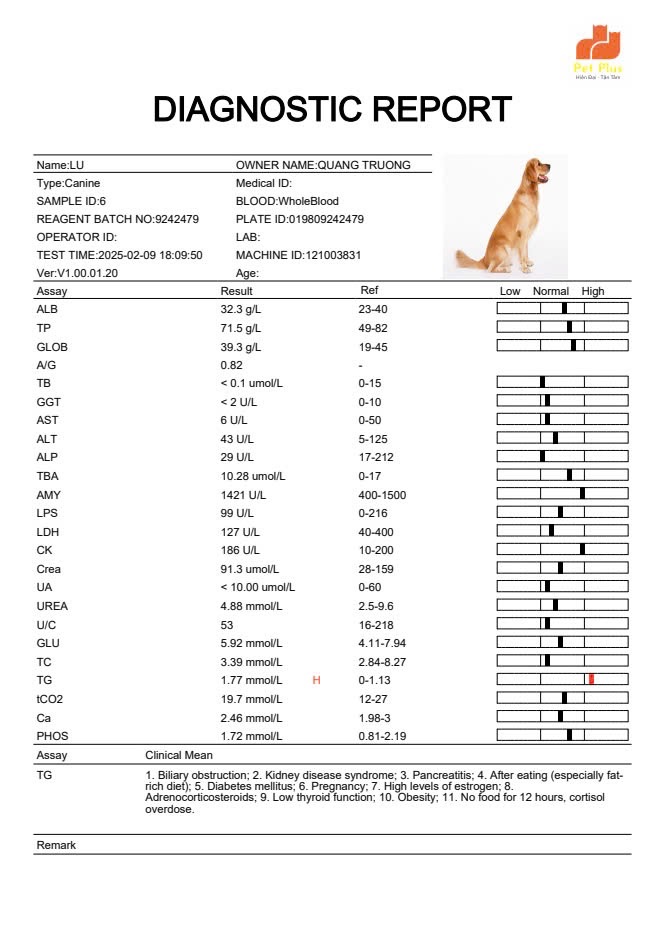 Pet Plus
Hiện Đại - Tận Tâm
DIAGNOSTIC REPORT
Name:LU OWNER NAME:QUANG TRUONG
Type:Canine Medical ID:
SAMPLE ID:6 BLOOD:WholeBlood
REAGENT BATCH NO:9242479 PLATE ID:019809242479
OPERATOR ID: LAB:
TEST TIME:2025-02-09 18:09:50 MACHINE ID:121003831
Ver:V1.00.01.20 Age:
Assay Result Ref Low Normal High
ALB 32.3 g/L 23-40
TP 71.5 g/L 49-82
GLOB 39.3 g/L 19-45
A/G 0.82 -
TB < 0.1 umol/L 0-15
GGT < 2 U/L 0-10
AST 6 U/L 0-50
ALT 43 U/L 5-125
ALP 29 U/L 17-212
TBA 10.28 umol/L 0-17
AMY 1421 U/L 400-1500
LPS 99 U/L 0-216
LDH 127 U/L 40-400
CK 186 U/L 10-200
Crea 91.3 umol/L 28-159
UA < 10.00 umol/L 0-60
UREA 4.88 mmol/L 2.5-9.6
U/C 53 16-218
GLU 5.92 mmol/L 4.11-7.94
TC 3.39 mmol/L 2.84-8.27
TG 1.77 mmol/L H 0-1.13
tCO2 19.7 mmol/L 12-27
Ca 2.46 mmol/L 1.98-3
PHOS 1.72 mmol/L 0.81-2.19
Assay Clinical Mean
TG 1. Biliary obstruction; 2. Kidney disease syndrome; 3. Pancreatitis; 4. After eating (especially fat-
rich diet); 5. Diabetes mellitus; 6. Pregnancy; 7. High levels of estrogen; 8.
Adrenocorticosteroids; 9. Low thyroid function; 10. Obesity; 11. No food for 12 hours, cortisol
overdose.
Remark